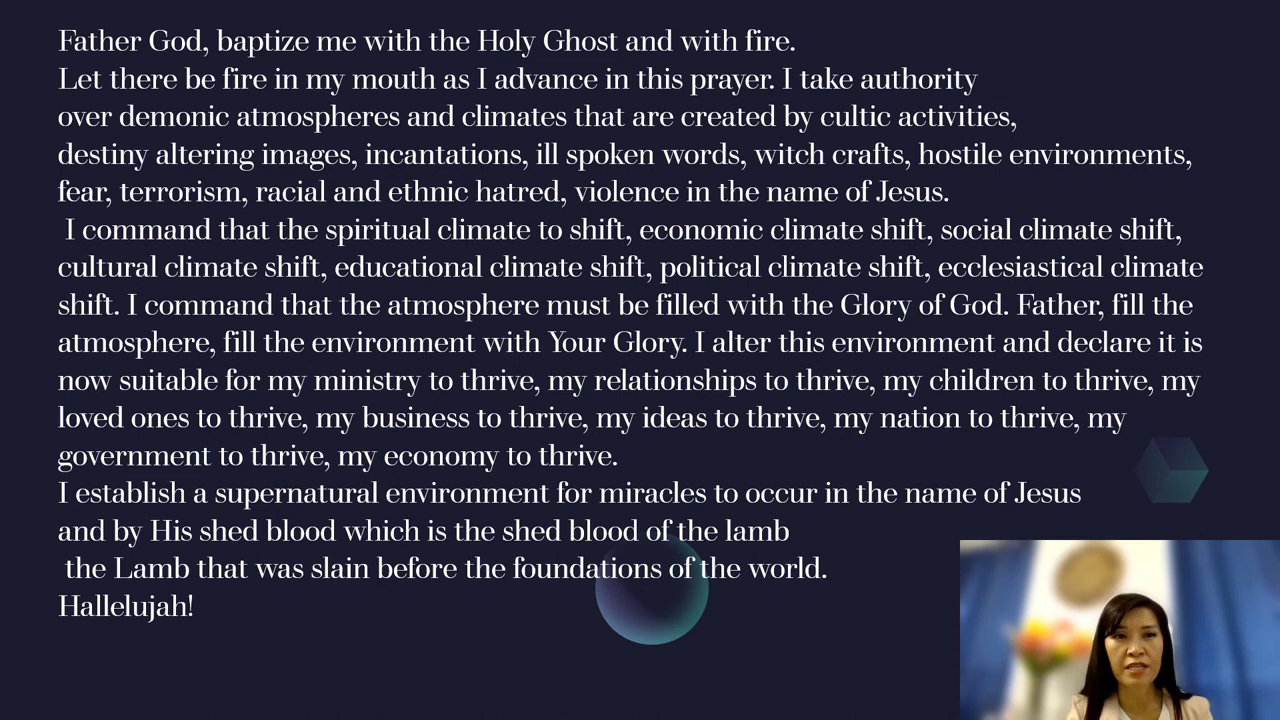 Father God, baptize me with the Holy Ghost and with fire.
Let there be fire in my mouth as I advance in this prayer. I take authority
over demonic atmospheres and climates that are created by cultic activities,
destiny altering images, incantations, ill spoken words, witch crafts, hostile environments,
fear, terrorism, racial and ethnic hatred, violence in the name of Jesus.
I command that the spiritual climate to shift, economic climate shift, social climate shift,
cultural climate shift, educational climate shift, political climate shift, ecclesiastical climate
shift. I command that the atmosphere must be filled with the Glory of God. Father, fill the
atmosphere, fill the environment with Your Glory. I alter this environment and declare it is
now suitable for my ministry to thrive, my relationships to thrive, my children to thrive, my
loved ones to thrive, my business to thrive, my ideas to thrive, my nation to thrive, my
government to thrive, my economy to thrive.
I establish a supernatural environment for miracles to occur in the name of Jesus
and by His shed blood which is the shed blood of the lamb
the Lamb that was slain before the foundations of the world.
Hallelujah!